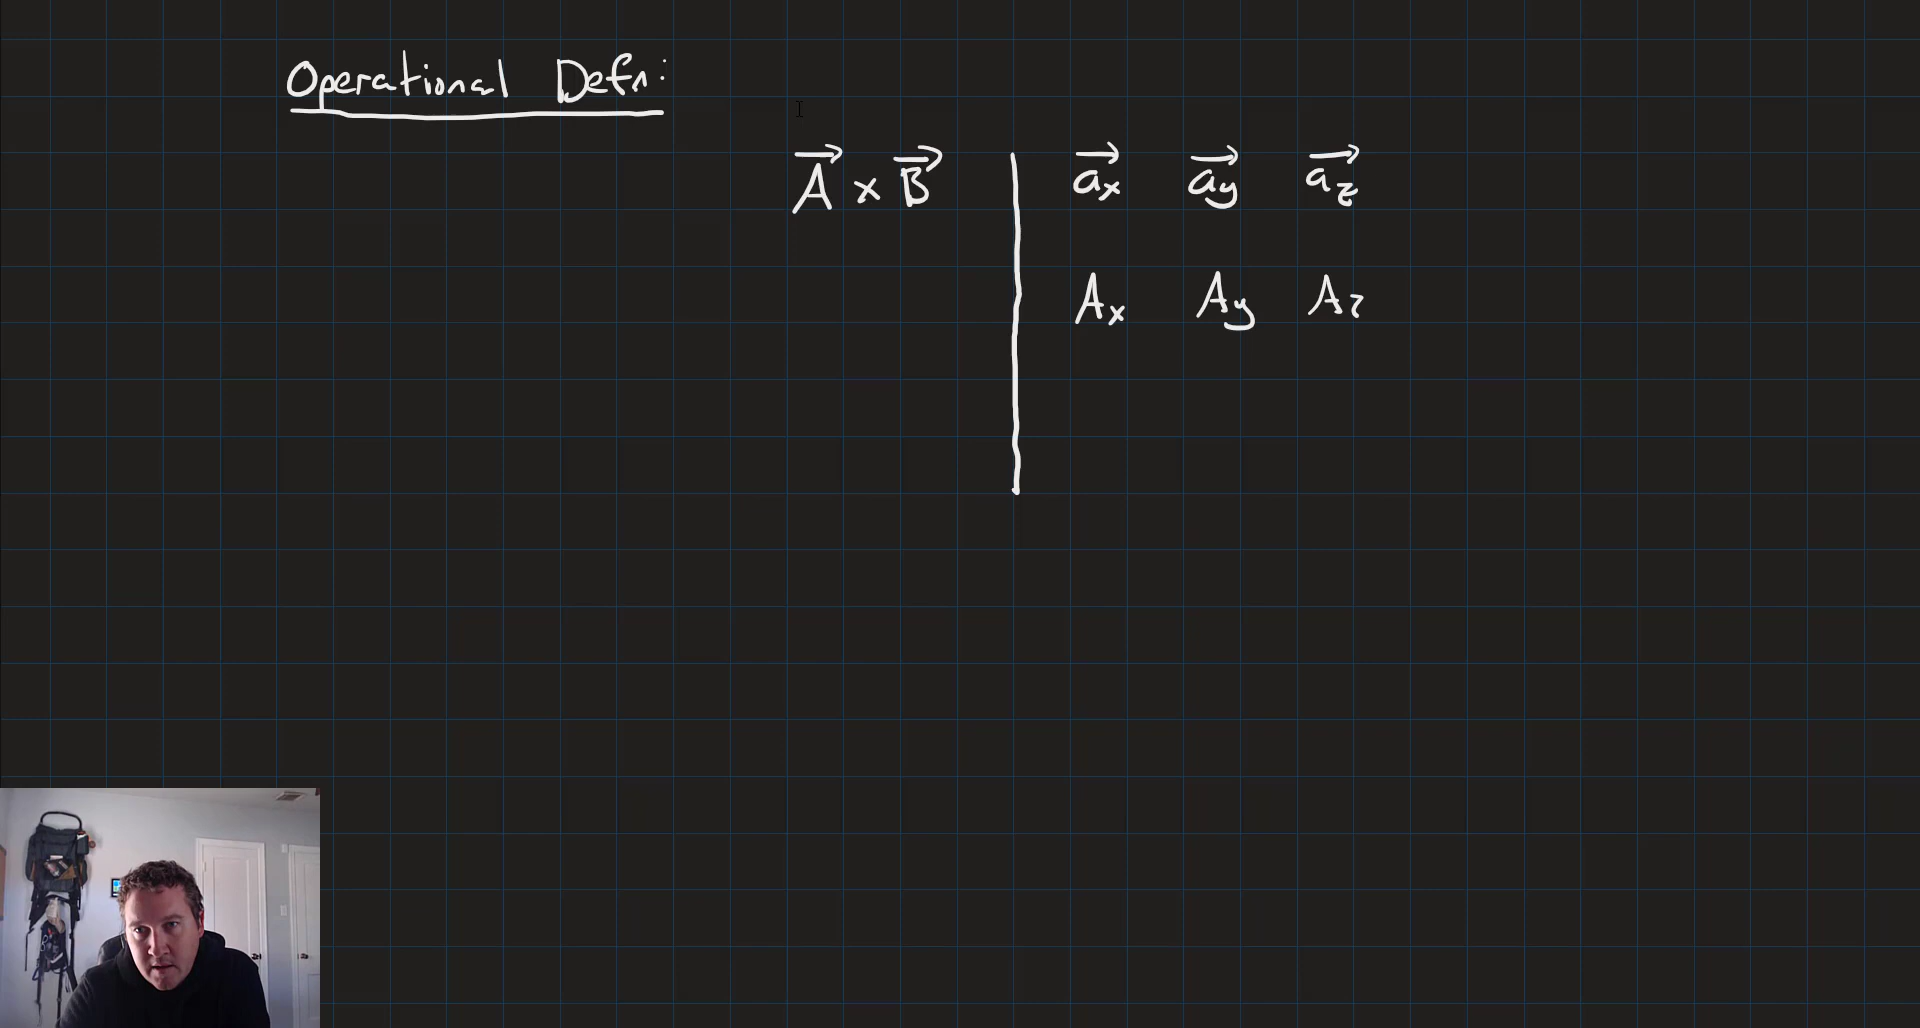 Operational Defn:
A⃗ x B⃗ | a⃗x a⃗y a⃗z
Ax Ay Az